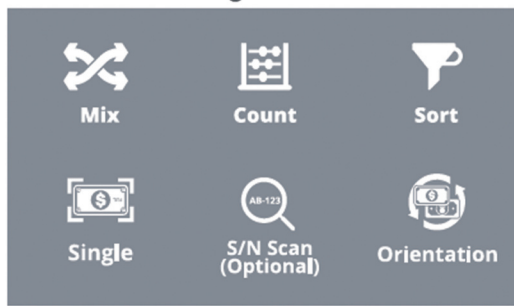 Mix
Count
Sort
AB-123
Single
S/N Scan
(Optional)
Orientation